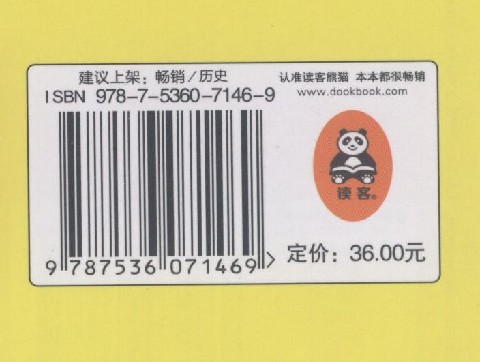 建议上架：畅销/历史
ISBN 978-7-5360-7146-9
认准读客熊猫 本本都很畅销
www.dookbook.com
读客®
9 787536 071469 >
定价：36.00元